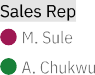 Sales Rep
M. Sule
A. Chukwu